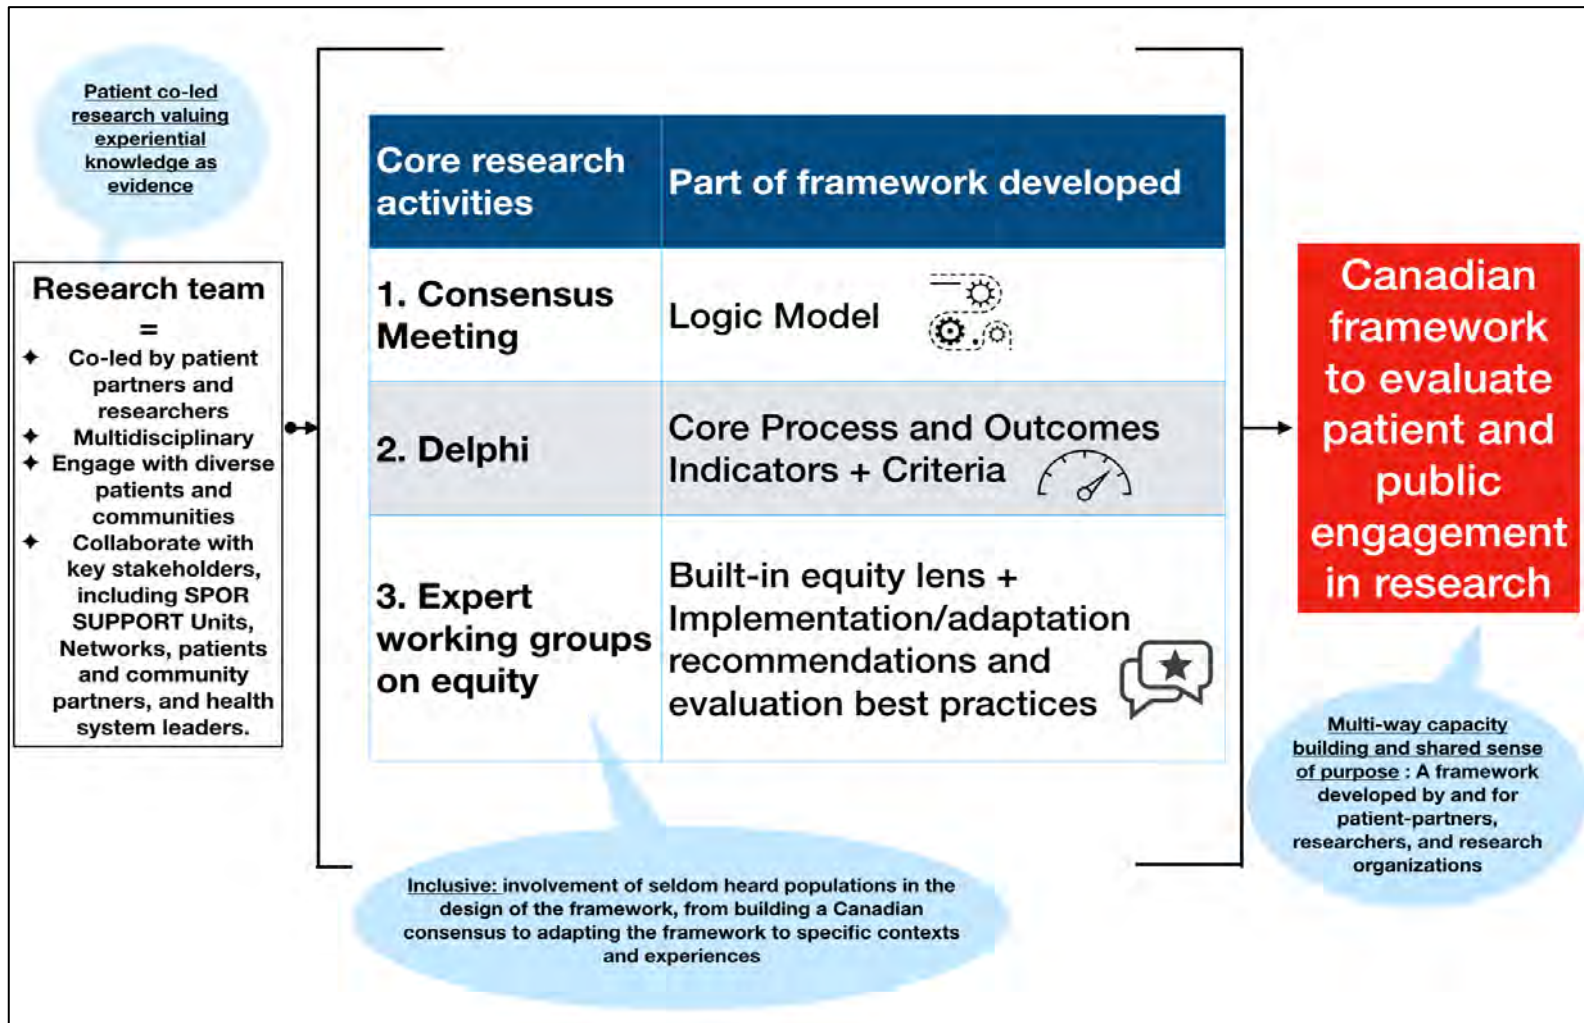 Patient co-led
research valuing
experiential
knowledge as
evidence
Research team
=
✦ Co-led by patient
partners and
researchers
✦ Multidisciplinary
✦ Engage with diverse
patients and
communities
✦ Collaborate with
key stakeholders,
including SPOR
SUPPORT Units,
Networks, patients
and community
partners, and health
system leaders.
Core research
activities
Part of framework developed
1. Consensus
Meeting
Logic Model
2. Delphi
Core Process and Outcomes
Indicators + Criteria
3. Expert
working groups
on equity
Built-in equity lens +
Implementation/adaptation
recommendations and
evaluation best practices
Inclusive: involvement of seldom heard populations in the
design of the framework, from building a Canadian
consensus to adapting the framework to specific contexts
and experiences
Canadian
framework
to evaluate
patient and
public
engagement
in research
Multi-way capacity
building and shared sense
of purpose : A framework
developed by and for
patient-partners,
researchers, and research
organizations